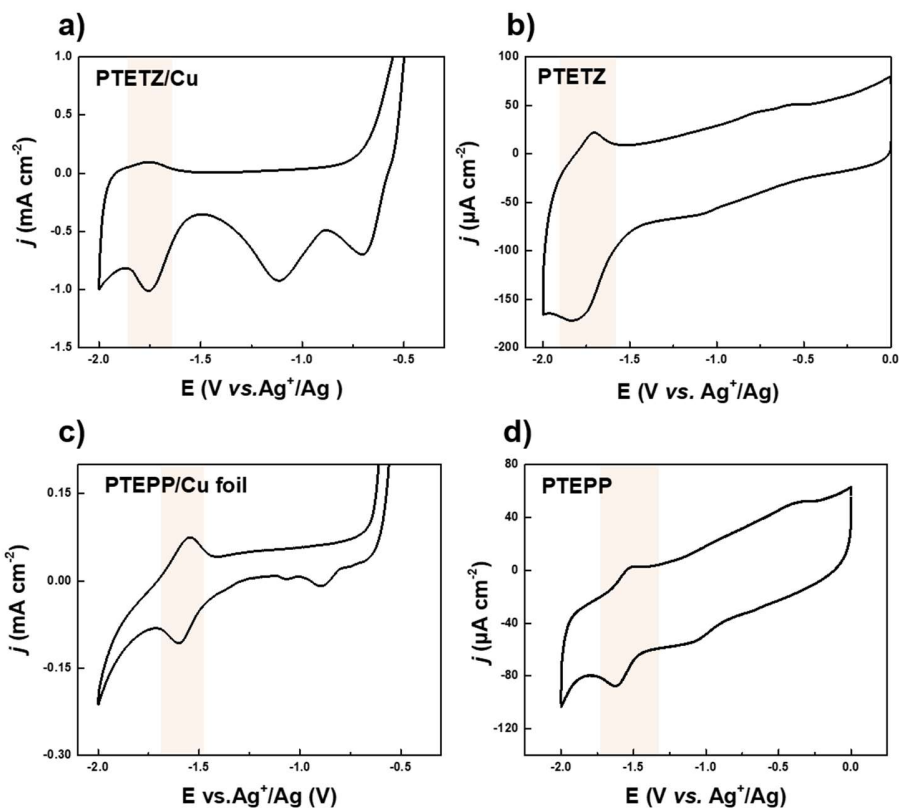 a)
PTETZ/Cu
1.0
0.5
0.0
-0.5
-1.0
-1.5
-2.0 -1.5 -1.0 -0.5
j (mA cm-2)
E (V vs.Ag+/Ag )
b)
PTETZ
100
50
0
-50
-100
-150
-200
-2.0 -1.5 -1.0 -0.5 0.0
j (µA cm-2)
E (V vs. Ag+/Ag)
c)
PTEPP/Cu foil
0.15
0.00
-0.15
-0.30
-2.0 -1.5 -1.0 -0.5
j (mA cm-2)
E vs.Ag+/Ag (V)
d)
PTEPP
80
40
0
-40
-80
-120
-2.0 -1.5 -1.0 -0.5 0.0
j (µA cm-2)
E (V vs. Ag+/Ag)